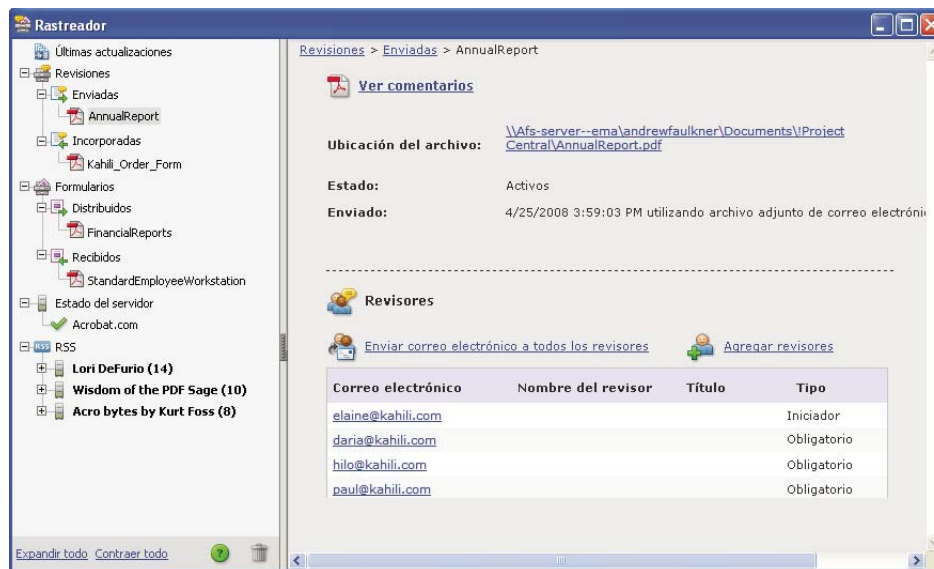 Rastreador
Últimas actualizaciones
Revisiones
Enviadas
AnnualReport
Incorporadas
Kahili_Order_Form
Formularios
Distribuidos
FinancialReports
Recibidos
StandardEmployeeWorkstation
Estado del servidor
Acrobat.com
RSS RSS
Lori DeFurio (14)
Wisdom of the PDF Sage (10)
Acro bytes by Kurt Foss (8)
Expandir todo Contraer todo ?
Revisiones > Enviadas > AnnualReport
Ver comentarios
Ubicación del archivo: \\Afs-server--ema\andrewfaulkner\Documents\!Project
Central\AnnualReport.pdf
Estado: Activos
Enviado: 4/25/2008 3:59:03 PM utilizando archivo adjunto de correo electróni
Revisores
Enviar correo electrónico a todos los revisores Agregar revisores
Correo electrónico Nombre del revisor Título Tipo
elaine@kahili.com Iniciador
daria@kahili.com Obligatorio
hilo@kahili.com Obligatorio
paul@kahili.com Obligatorio